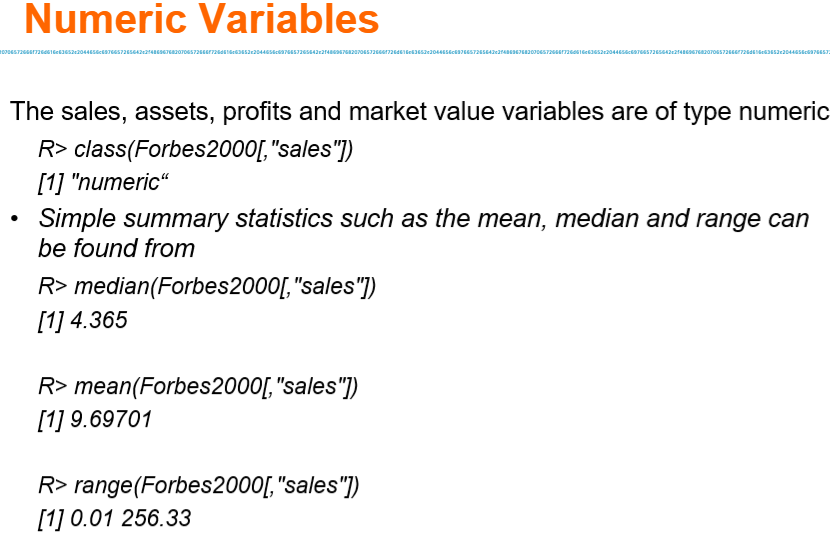 Numeric Variables
The sales, assets, profits and market value variables are of type numeric
R> class(Forbes2000[,"sales"])
[1] "numeric“
• Simple summary statistics such as the mean, median and range can
be found from
R> median(Forbes2000[,"sales"])
[1] 4.365
R> mean(Forbes2000[,"sales"])
[1] 9.69701
R> range(Forbes2000[,"sales"])
[1] 0.01 256.33